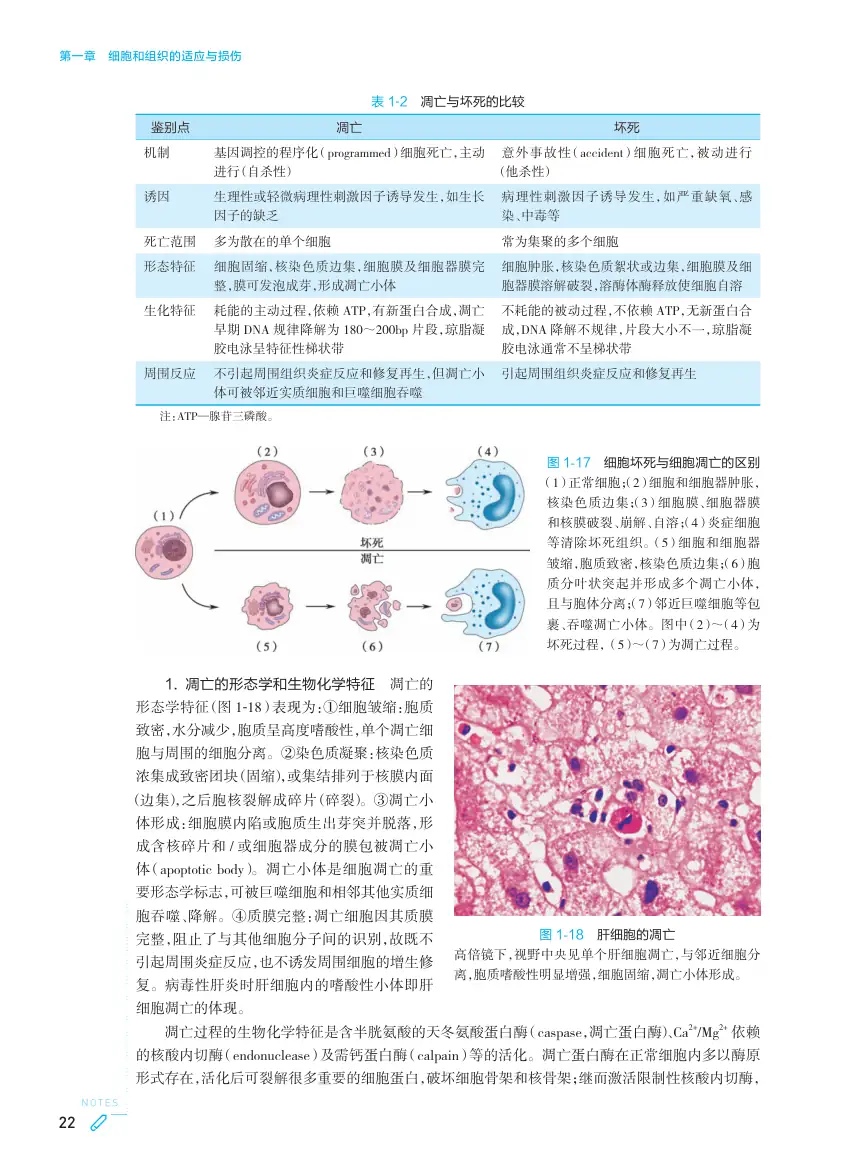 第一章 细胞和组织的适应与损伤
表 1-2 凋亡与坏死的比较
鉴别点 凋亡 坏死
机制 基因调控的程序化(programmed)细胞死亡,主动 意外事故性(accident)细胞死亡,被动进行
进行(自杀性) (他杀性)
诱因 生理性或轻微病理性刺激因子诱导发生,如生长 病理性刺激因子诱导发生,如严重缺氧、感
因子的缺乏 染、中毒等
死亡范围 多为散在的单个细胞 常为集聚的多个细胞
形态特征 细胞固缩,核染色质边集,细胞膜及细胞器膜完 细胞肿胀,核染色质絮状或边集,细胞膜及细
整,膜可发泡成芽,形成凋亡小体 胞器膜溶解破裂,溶酶体酶释放使细胞自溶
生化特征 耗能的主动过程,依赖 ATP,有新蛋白合成,凋亡 不耗能的被动过程,不依赖 ATP,无新蛋白合
早期 DNA 规律降解为 180～200bp 片段,琼脂凝 成,DNA 降解不规律,片段大小不一,琼脂凝
胶电泳呈特征性梯状带 胶电泳通常不呈梯状带
周围反应 不引起周围组织炎症反应和修复再生,但凋亡小 引起周围组织炎症反应和修复再生
体可被邻近实质细胞和巨噬细胞吞噬
注:ATP—腺苷三磷酸。
(2) (3) (4)
(1)
坏死
凋亡
(5) (6) (7)
图 1-17 细胞坏死与细胞凋亡的区别
(1)正常细胞;(2)细胞和细胞器肿胀,
核染色质边集;(3)细胞膜、细胞器膜
和核膜破裂、崩解、自溶;(4)炎症细胞
等清除坏死组织。(5)细胞和细胞器
皱缩,胞质致密,核染色质边集;(6)胞
质分叶状突起并形成多个凋亡小体,
且与胞体分离;(7)邻近巨噬细胞等包
裹、吞噬凋亡小体。图中(2)～(4)为
坏死过程, (5)～(7)为凋亡过程。
1. 凋亡的形态学和生物化学特征 凋亡的
形态学特征(图 1-18)表现为:①细胞皱缩:胞质
致密,水分减少,胞质呈高度嗜酸性,单个凋亡细
胞与周围的细胞分离。②染色质凝聚:核染色质
浓集成致密团块(固缩),或集结排列于核膜内面
(边集),之后胞核裂解成碎片(碎裂)。③凋亡小
体形成:细胞膜内陷或胞质生出芽突并脱落,形
成含核碎片和 / 或细胞器成分的膜包被凋亡小
体(apoptotic body)。凋亡小体是细胞凋亡的重
要形态学标志,可被巨噬细胞和相邻其他实质细
胞吞噬、降解。④质膜完整:凋亡细胞因其质膜
完整,阻止了与其他细胞分子间的识别,故既不
引起周围炎症反应,也不诱发周围细胞的增生修
复。病毒性肝炎时肝细胞内的嗜酸性小体即肝
细胞凋亡的体现。
图 1-18 肝细胞的凋亡
高倍镜下,视野中央见单个肝细胞凋亡,与邻近细胞分
离,胞质嗜酸性明显增强,细胞固缩,凋亡小体形成。
凋亡过程的生物化学特征是含半胱氨酸的天冬氨酸蛋白酶(caspase,凋亡蛋白酶)、Ca²⁺/Mg²⁺ 依赖
的核酸内切酶(endonuclease)及需钙蛋白酶(calpain)等的活化。凋亡蛋白酶在正常细胞内多以酶原
形式存在,活化后可裂解很多重要的细胞蛋白,破坏细胞骨架和核骨架;继而激活限制性核酸内切酶,
NOTES
22